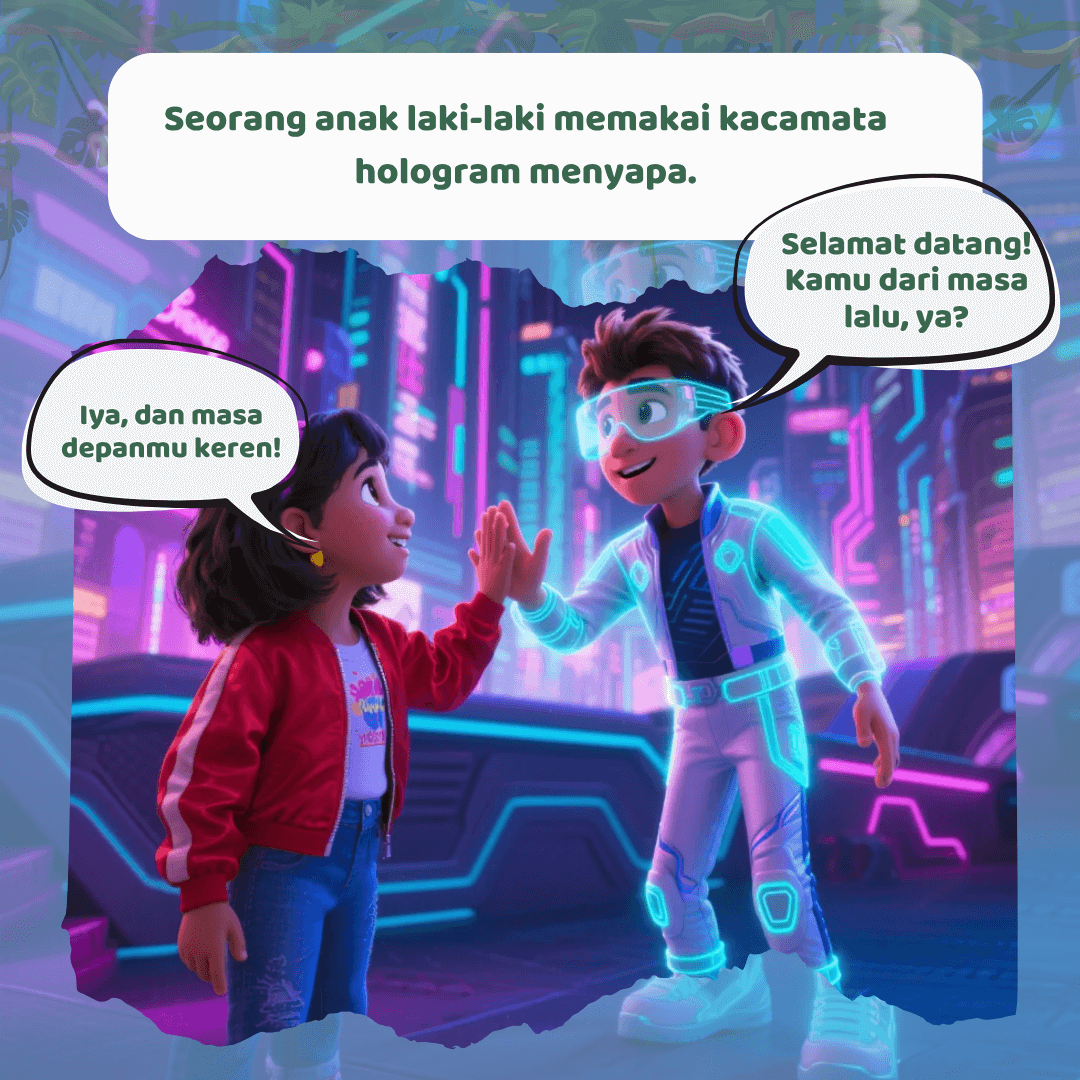 Seorang anak laki-laki memakai kacamata
hologram menyapa.
Selamat datang!
Kamu dari masa
lalu, ya?
Iya, dan masa
depanmu keren!